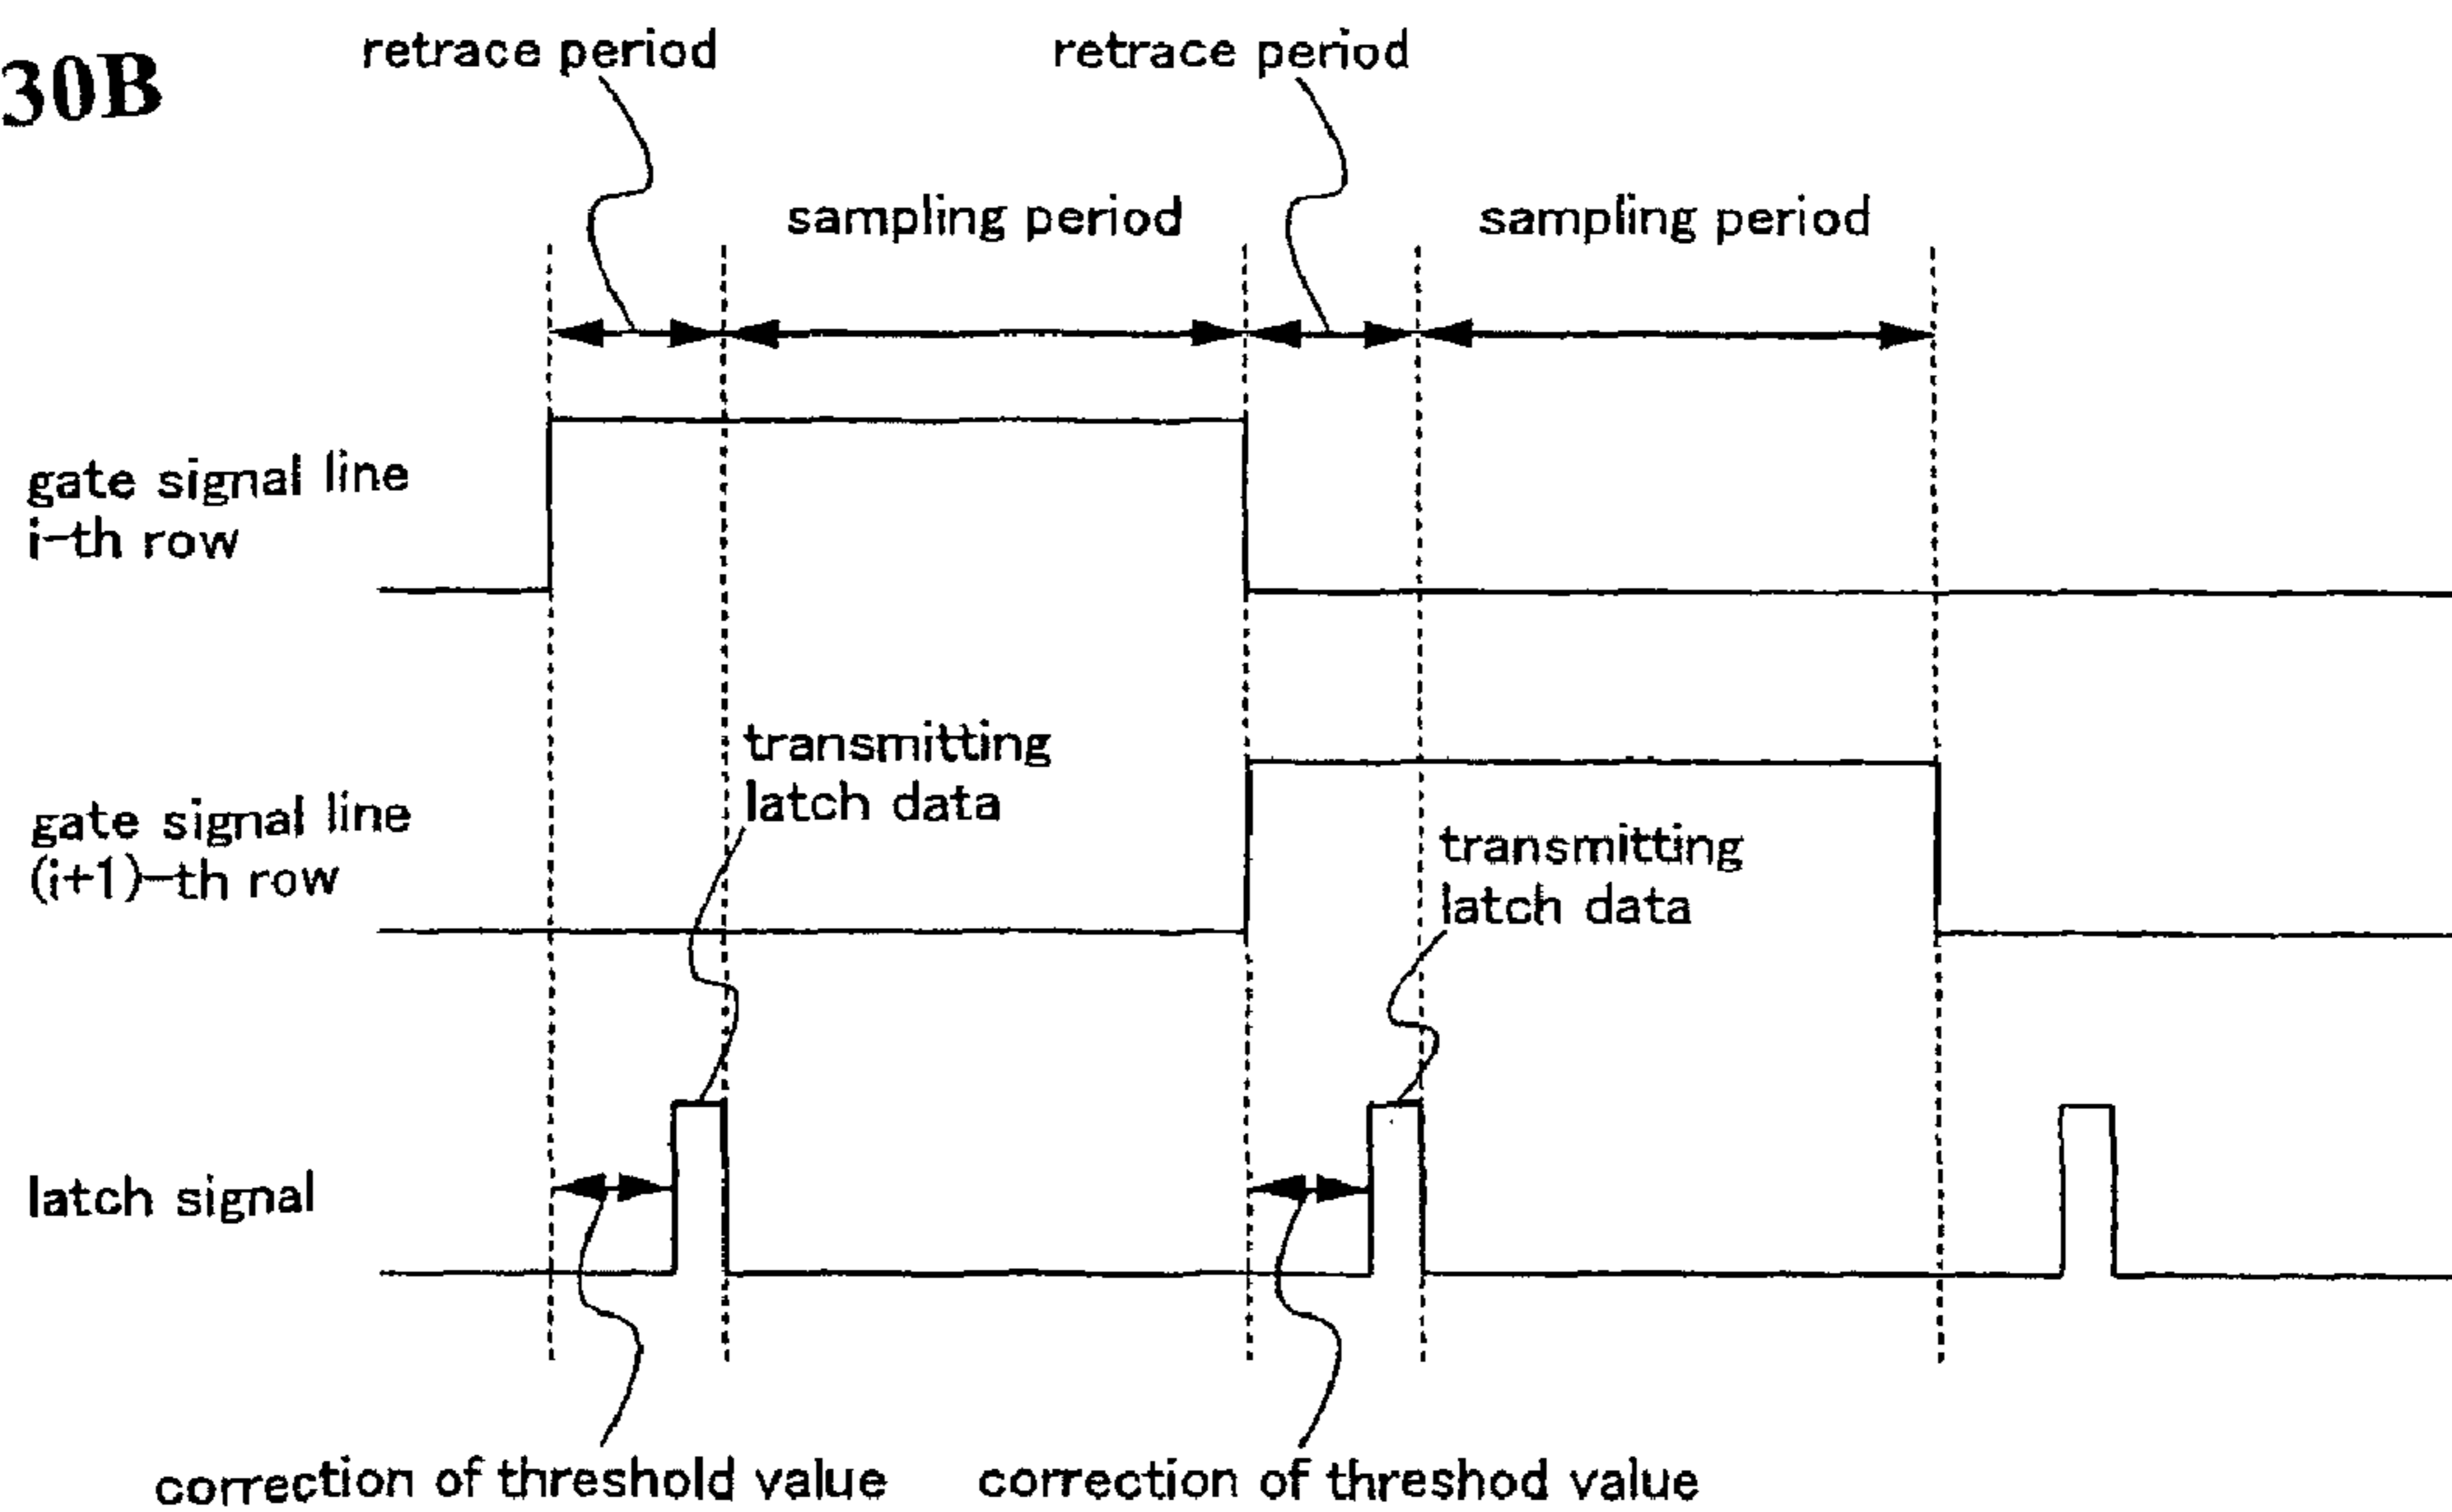 30B
retrace period
retrace period
sampling period
sampling period
gate signal line
i-th row
transmitting
latch data
gate signal line
(i+1)-th row
transmitting
latch data
latch signal
correction of threshold value
correction of threshod value